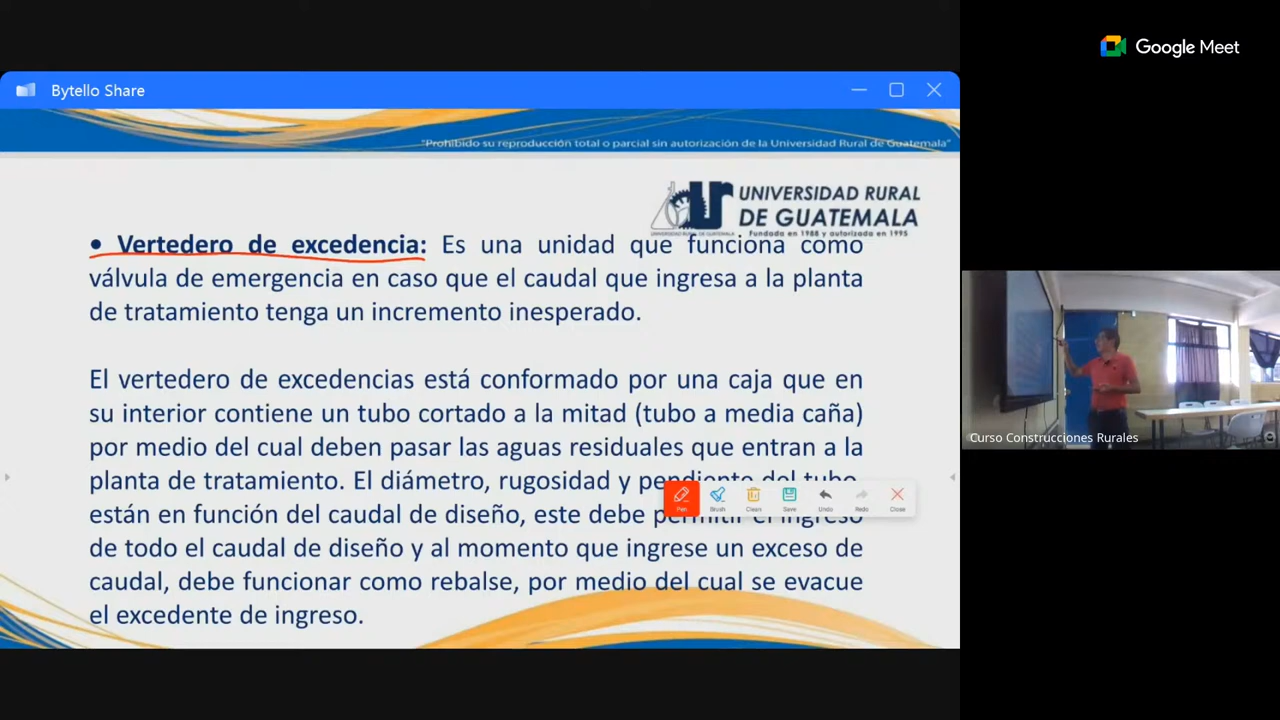 Google Meet
Bytello Share
"Prohibido su reproducción total o parcial sin autorización de la Universidad Rural de Guatemala"
UNIVERSIDAD RURAL
DE GUATEMALA
Fundada en 1988 y autorizada en 1995
• Vertedero de excedencia: Es una unidad que funciona como
válvula de emergencia en caso que el caudal que ingresa a la planta
de tratamiento tenga un incremento inesperado.
El vertedero de excedencias está conformado por una caja que en
su interior contiene un tubo cortado a la mitad (tubo a media caña)
por medio del cual deben pasar las aguas residuales que entran a la
planta de tratamiento. El diámetro, rugosidad y pendiente del tubo
están en función del caudal de diseño, este debe permitir el ingreso
de todo el caudal de diseño y al momento que ingrese un exceso de
caudal, debe funcionar como rebalse, por medio del cual se evacue
el excedente de ingreso.
Pen Brush Clean Save Undo Redo Close
Curso Construcciones Rurales